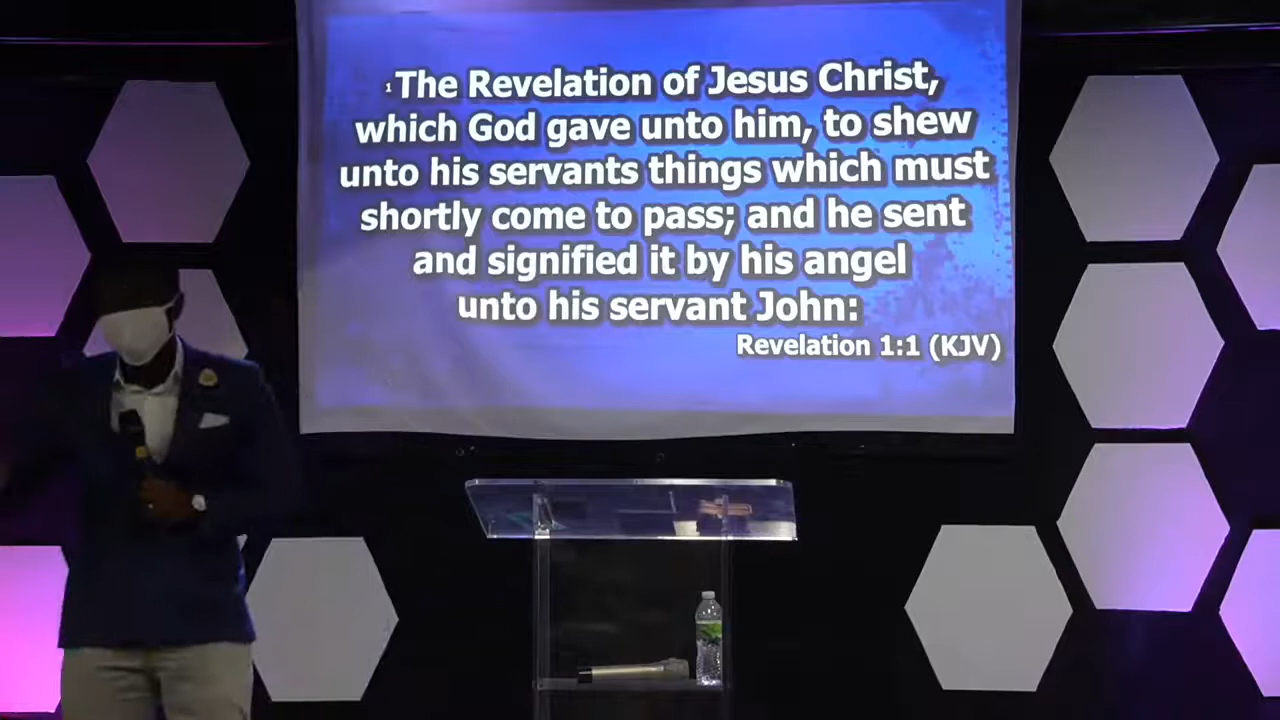 1 The Revelation of Jesus Christ,
which God gave unto him, to shew
unto his servants things which must
shortly come to pass; and he sent
and signified it by his angel
unto his servant John:
Revelation 1:1 (KJV)